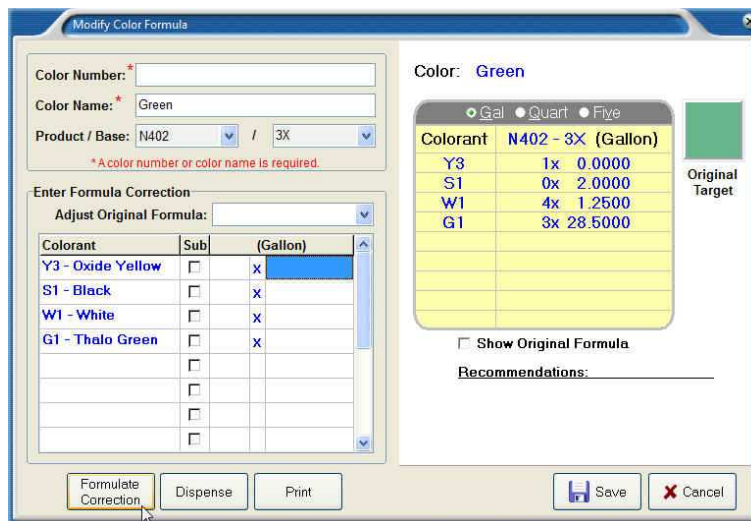 Modify Color Formula
Color Number:*
Color Name:* Green
Product / Base: N402 / 3X
*A color number or color name is required.
Enter Formula Correction
Adjust Original Formula:
Colorant Sub (Gallon)
Y3 - Oxide Yellow x
S1 - Black x
W1 - White x
G1 - Thalo Green x
Formulate Correction
Dispense
Print
Color: Green
Gal Quart Five
Colorant N402 - 3X (Gallon)
Y3 1x 0.0000
S1 0x 2.0000
W1 4x 1.2500
G1 3x 28.5000
Original
Target
Show Original Formula
Recommendations:
Save
Cancel